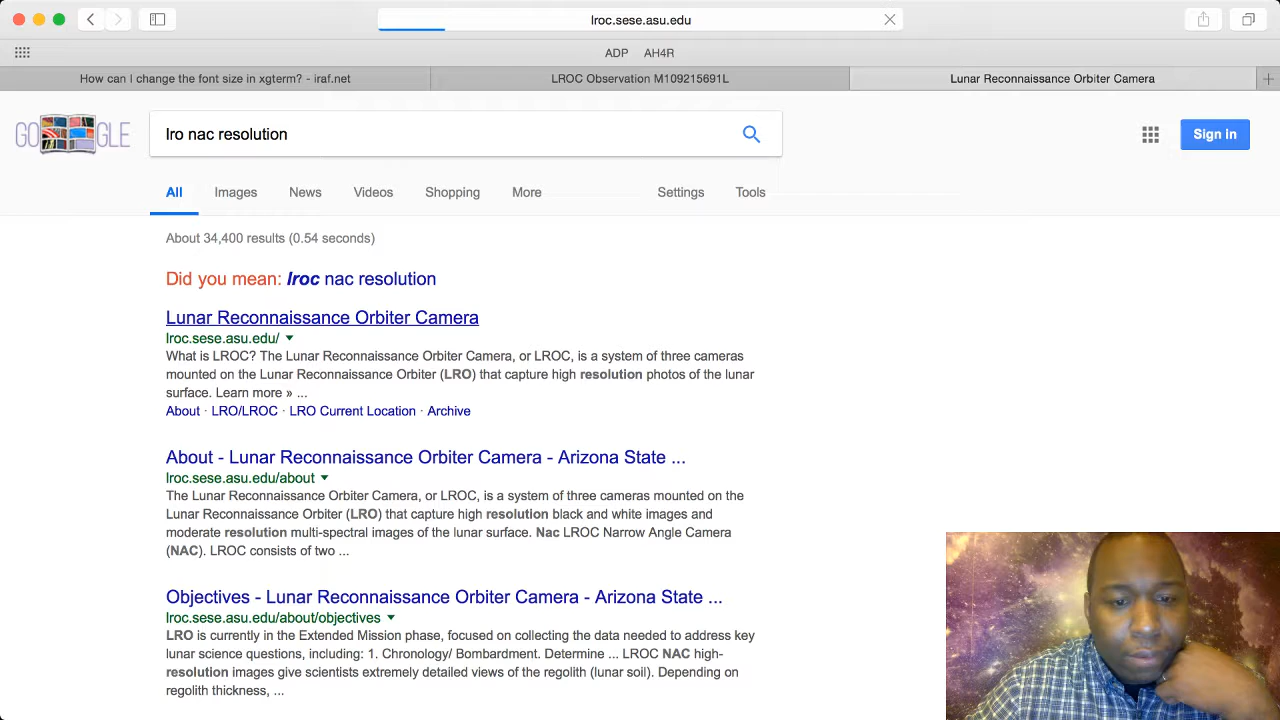 lroc.sese.asu.edu
ADP AH4R
How can I change the font size in xgterm? - iraf.net
LROC Observation M109215691L
Lunar Reconnaissance Orbiter Camera
GOOGLE
lro nac resolution
Sign in
All Images News Videos Shopping More Settings Tools
About 34,400 results (0.54 seconds)
Did you mean: lroc nac resolution
Lunar Reconnaissance Orbiter Camera
lroc.sese.asu.edu/
What is LROC? The Lunar Reconnaissance Orbiter Camera, or LROC, is a system of three cameras
mounted on the Lunar Reconnaissance Orbiter (LRO) that capture high resolution photos of the lunar
surface. Learn more » ...
About · LRO/LROC · LRO Current Location · Archive
About - Lunar Reconnaissance Orbiter Camera - Arizona State ...
lroc.sese.asu.edu/about
The Lunar Reconnaissance Orbiter Camera, or LROC, is a system of three cameras mounted on the
Lunar Reconnaissance Orbiter (LRO) that capture high resolution black and white images and
moderate resolution multi-spectral images of the lunar surface. Nac LROC Narrow Angle Camera
(NAC). LROC consists of two ...
Objectives - Lunar Reconnaissance Orbiter Camera - Arizona State ...
lroc.sese.asu.edu/about/objectives
LRO is currently in the Extended Mission phase, focused on collecting the data needed to address key
lunar science questions, including: 1. Chronology/ Bombardment. Determine ... LROC NAC high-
resolution images give scientists extremely detailed views of the regolith (lunar soil). Depending on
regolith thickness, ...